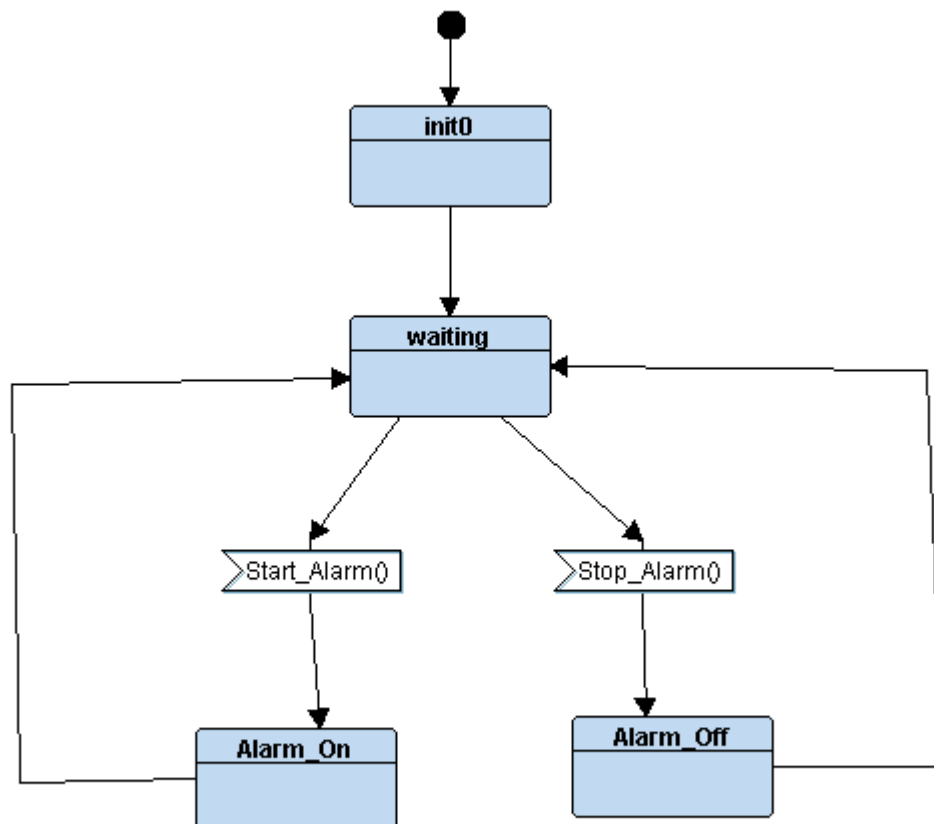 init0
waiting
Start_Alarm()
Stop_Alarm()
Alarm_On
Alarm_Off